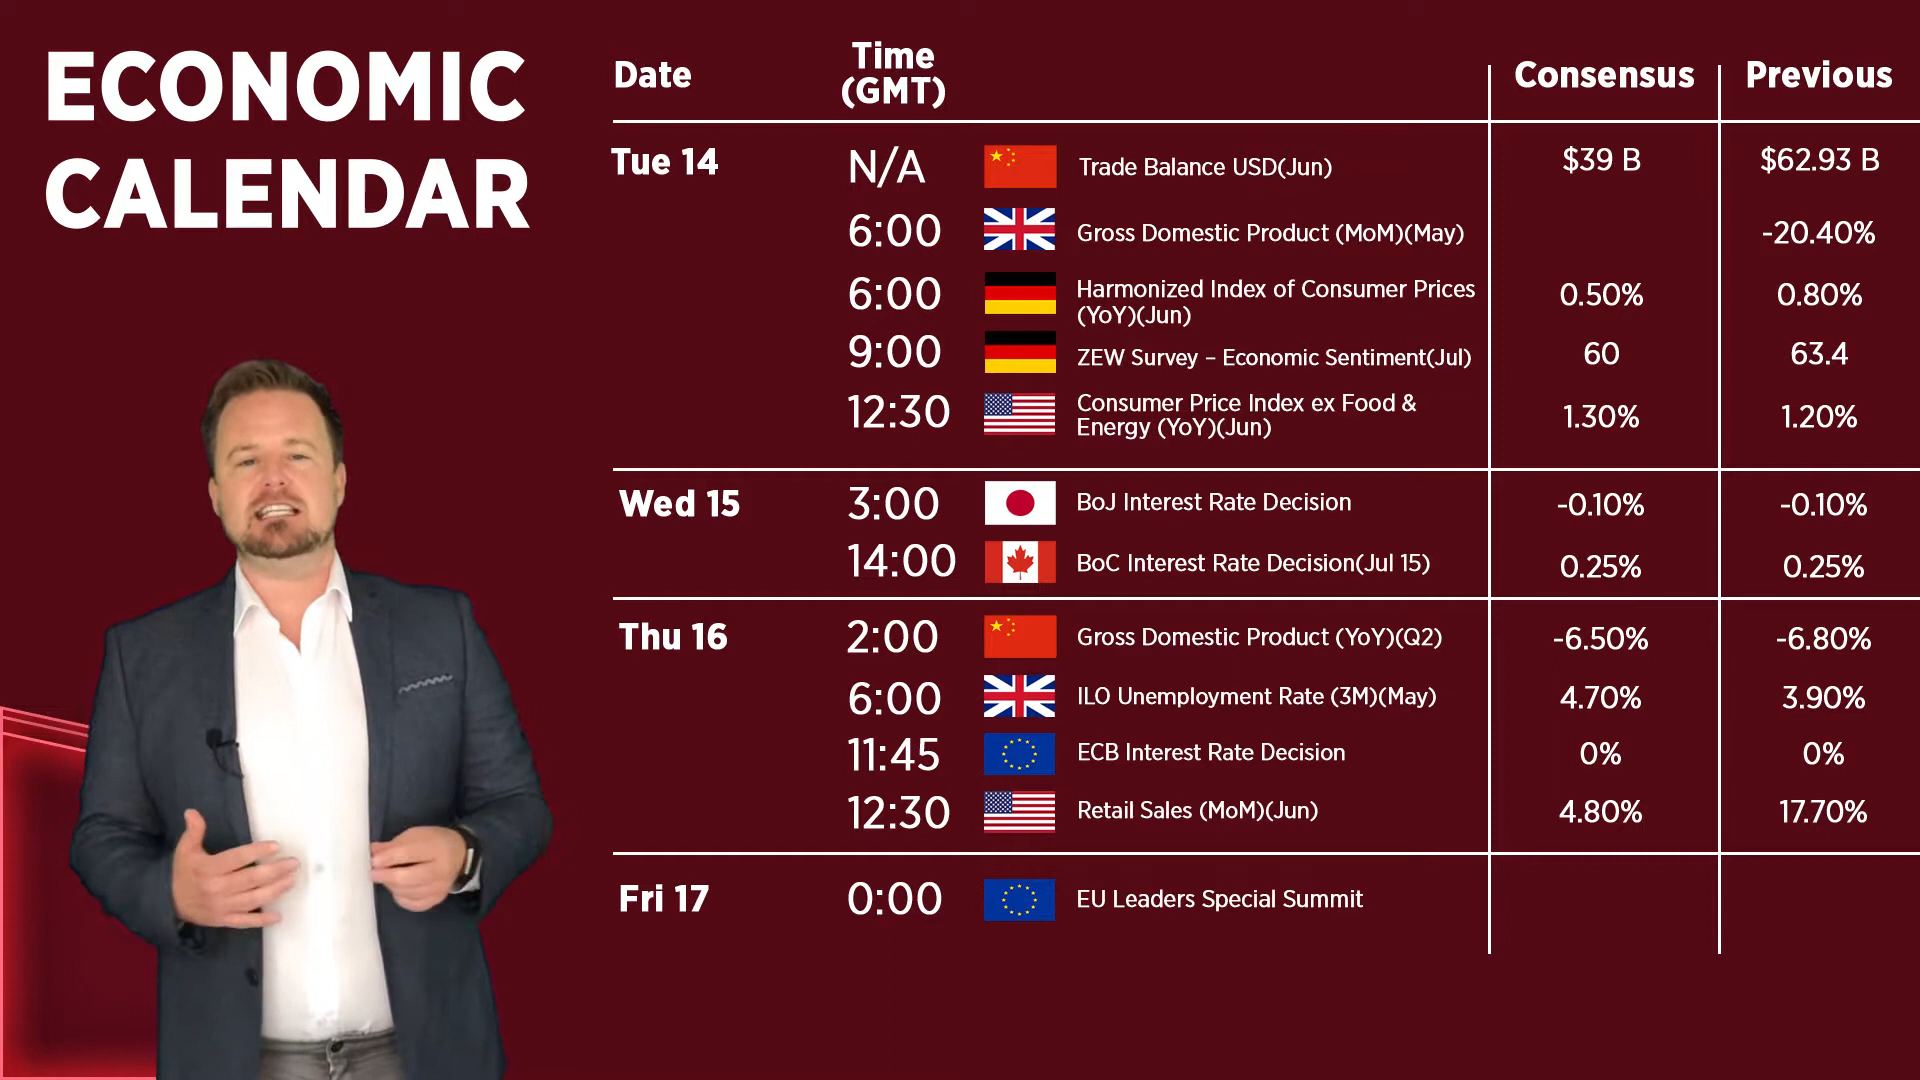 ECONOMIC
CALENDAR
Date
Time
(GMT)
Consensus
Previous
Tue 14
N/A
Trade Balance USD(Jun)
$39 B
$62.93 B
6:00
Gross Domestic Product (MoM)(May)
-20.40%
6:00
Harmonized Index of Consumer Prices
(YoY)(Jun)
0.50%
0.80%
9:00
ZEW Survey – Economic Sentiment(Jul)
60
63.4
12:30
Consumer Price Index ex Food &
Energy (YoY)(Jun)
1.30%
1.20%
Wed 15
3:00
BoJ Interest Rate Decision
-0.10%
-0.10%
14:00
BoC Interest Rate Decision(Jul 15)
0.25%
0.25%
Thu 16
2:00
Gross Domestic Product (YoY)(Q2)
-6.50%
-6.80%
6:00
ILO Unemployment Rate (3M)(May)
4.70%
3.90%
11:45
ECB Interest Rate Decision
0%
0%
12:30
Retail Sales (MoM)(Jun)
4.80%
17.70%
Fri 17
0:00
EU Leaders Special Summit